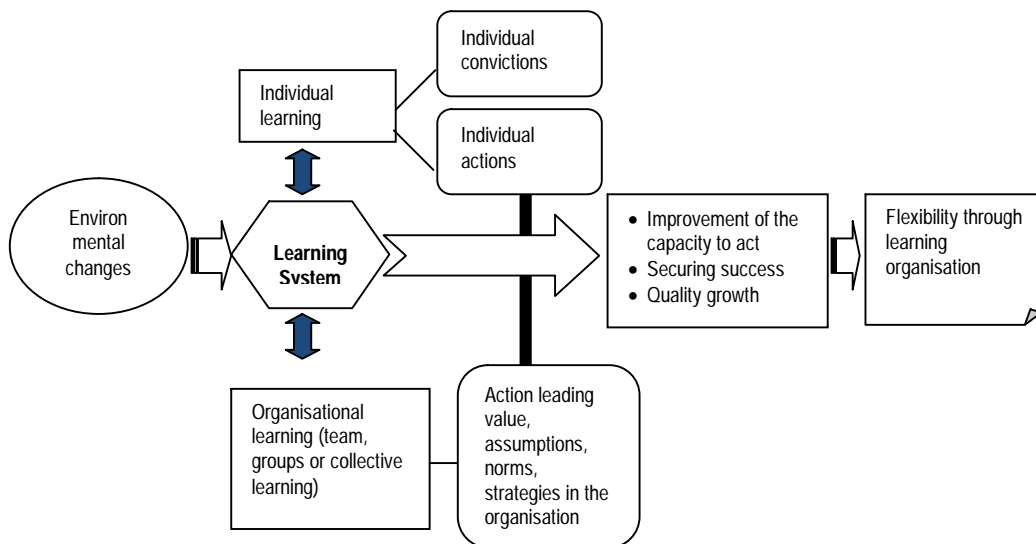 Individual
convictions
Individual
learning
Individual
actions
Environ
mental
changes
Learning
System
• Improvement of the
capacity to act
• Securing success
• Quality growth
Flexibility through
learning
organisation
Organisational
learning (team,
groups or collective
learning)
Action leading
value,
assumptions,
norms,
strategies in the
organisation